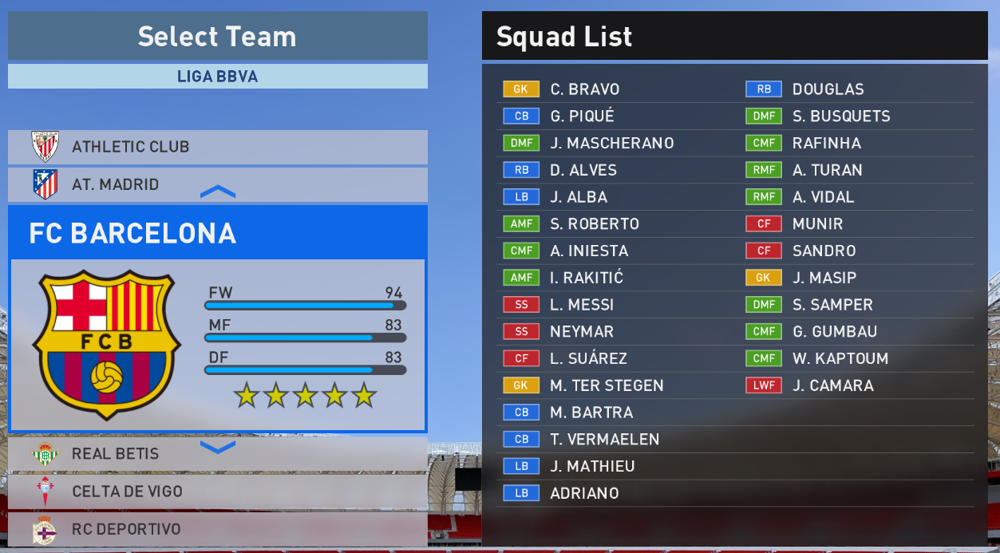 Select Team
LIGA BBVA
ATHLETIC CLUB
AT. MADRID
FC BARCELONA
FCB
FW 94
MF 83
DF 83
REAL BETIS
CELTA DE VIGO
RC DEPORTIVO
Squad List
GK C. BRAVO
CB G. PIQUÉ
DMF J. MASCHERANO
RB D. ALVES
LB J. ALBA
AMF S. ROBERTO
CMF A. INIESTA
AMF I. RAKITIĆ
SS L. MESSI
SS NEYMAR
CF L. SUÁREZ
GK M. TER STEGEN
CB M. BARTRA
CB T. VERMAELEN
LB J. MATHIEU
LB ADRIANO
RB DOUGLAS
DMF S. BUSQUETS
CMF RAFINHA
RMF A. TURAN
RMF A. VIDAL
CF MUNIR
CF SANDRO
GK J. MASIP
DMF S. SAMPER
CMF G. GUMBAU
CMF W. KAPTOUM
LWF J. CAMARA